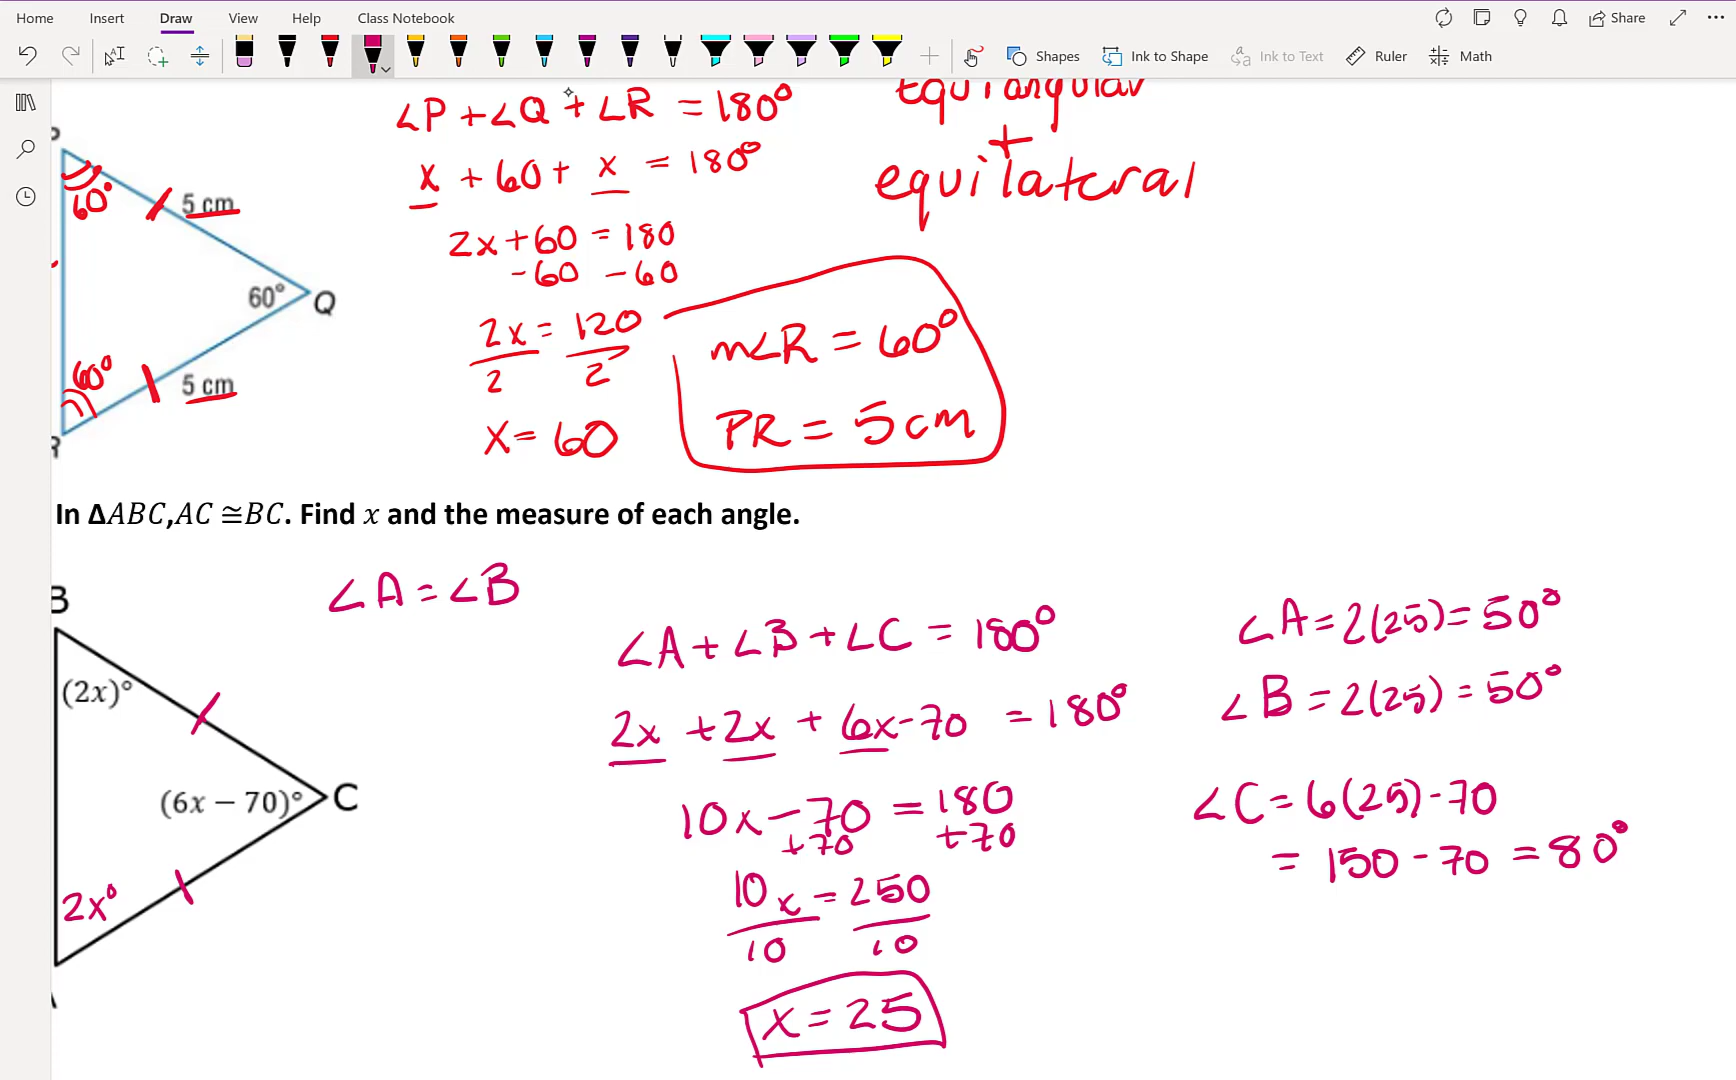 Home Insert Draw View Help Class Notebook Share
Shapes Ink to Shape Ink to Text Ruler Math
∠P + ∠Q + ∠R = 180°
Equiangular
+
equilateral
x + 60 + x = 180°
2x + 60 = 180
-60 -60
2x = 120
2 2
x = 60
60°
5 cm
60°
Q
60°
5 cm
m∠R = 60°
PR = 5 cm
In ΔABC, AC ≅ BC. Find x and the measure of each angle.
∠A = ∠B
B
(2x)°
(6x − 70)°
C
2x°
∠A + ∠B + ∠C = 180°
2x + 2x + 6x - 70 = 180°
10x - 70 = 180
+70 +70
10x = 250
10 10
x = 25
∠A = 2(25) = 50°
∠B = 2(25) = 50°
∠C = 6(25) - 70
= 150 - 70 = 80°